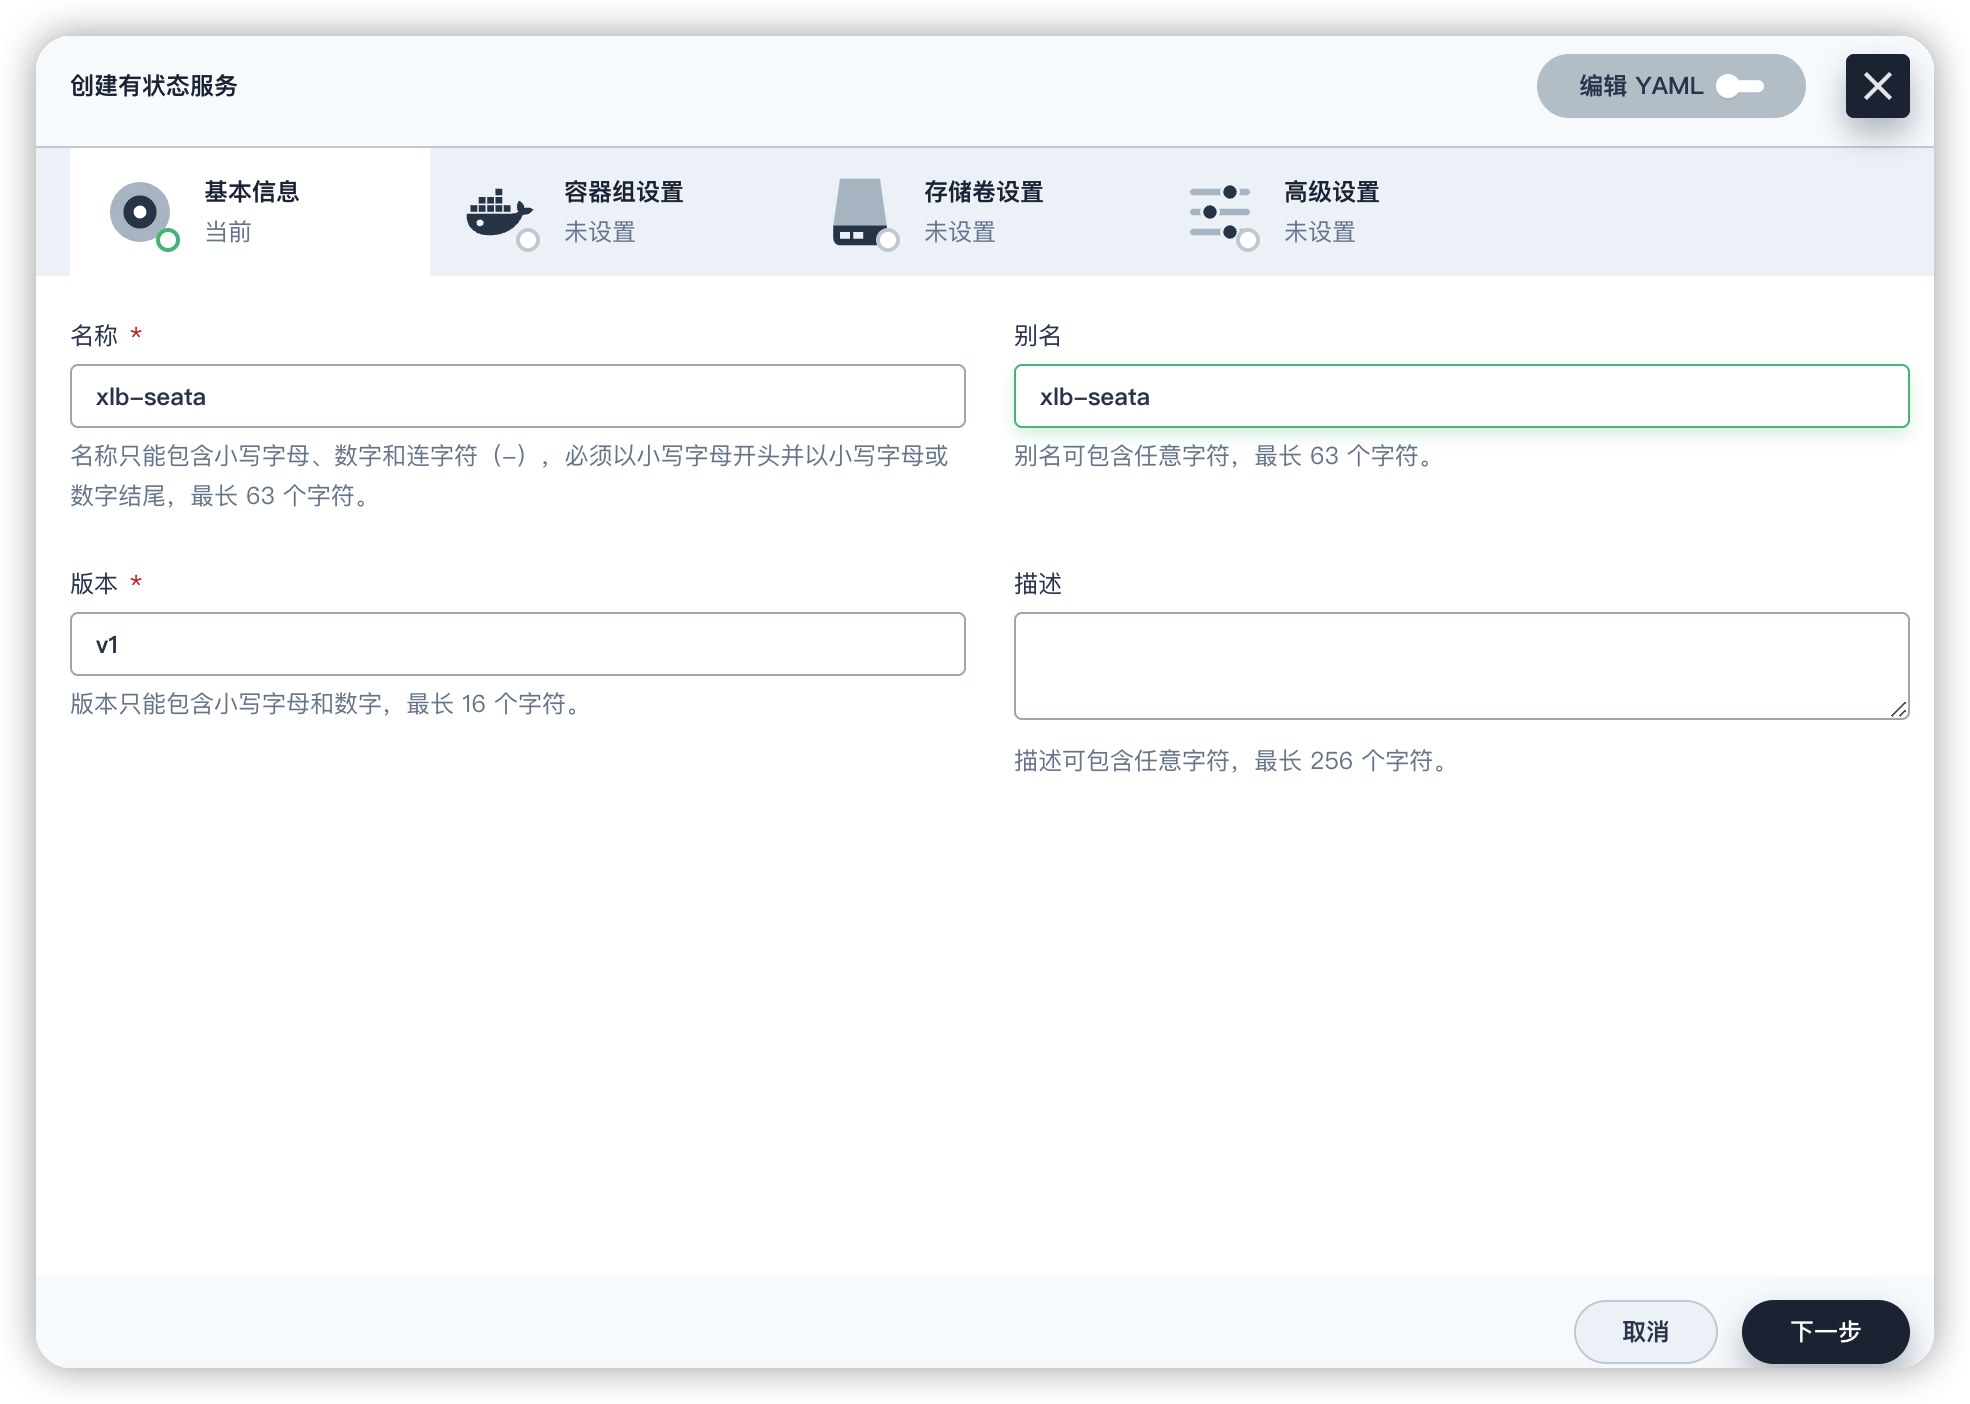 创建有状态服务
编辑 YAML
基本信息
当前
容器组设置
未设置
存储卷设置
未设置
高级设置
未设置
名称 *
xlb-seata
名称只能包含小写字母、数字和连字符（-），必须以小写字母开头并以小写字母或
数字结尾，最长 63 个字符。
别名
xlb-seata
别名可包含任意字符，最长 63 个字符。
版本 *
v1
版本只能包含小写字母和数字，最长 16 个字符。
描述
描述可包含任意字符，最长 256 个字符。
取消
下一步